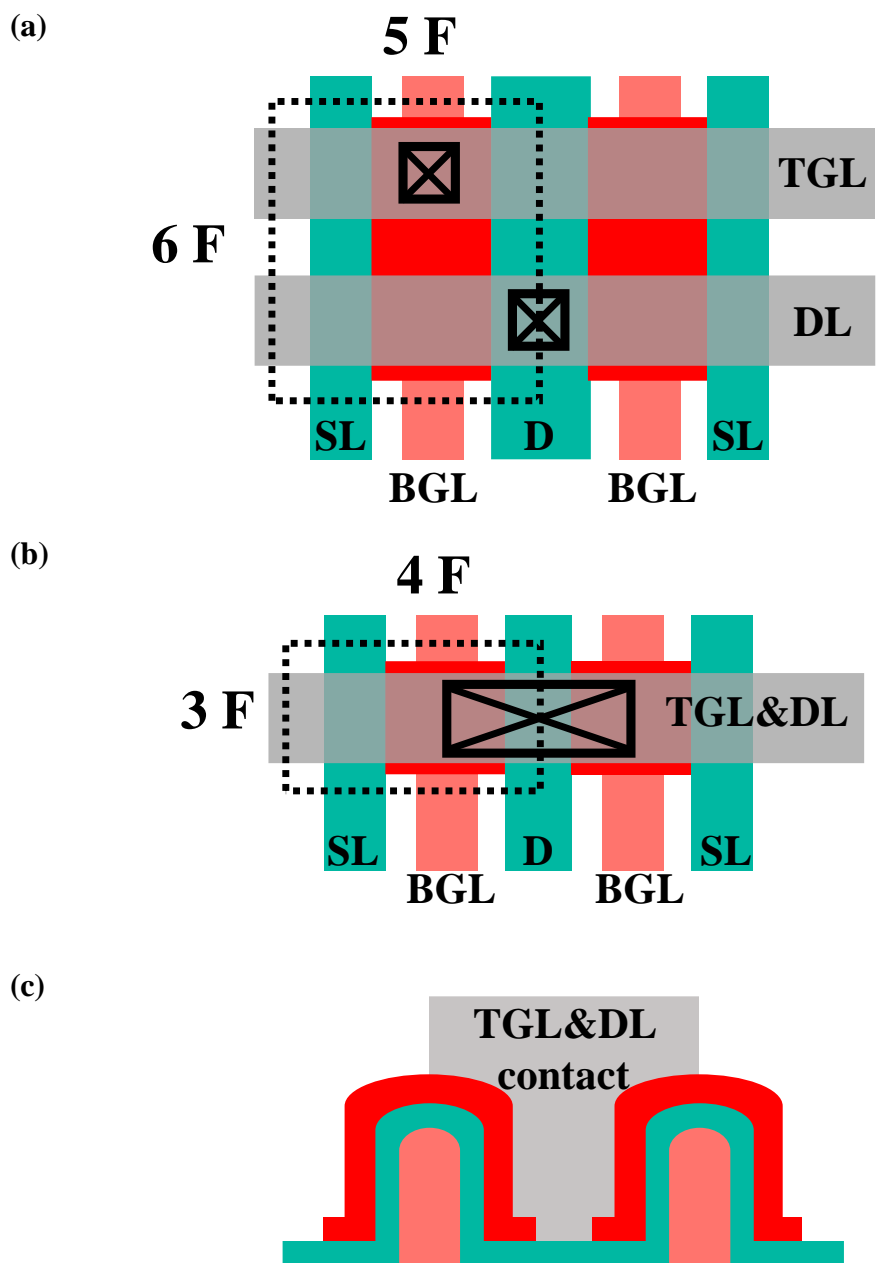 (a)
5 F
TGL
6 F
DL
SL
D
SL
BGL
BGL
(b)
4 F
3 F
TGL&DL
SL
D
SL
BGL
BGL
(c)
TGL&DL
contact